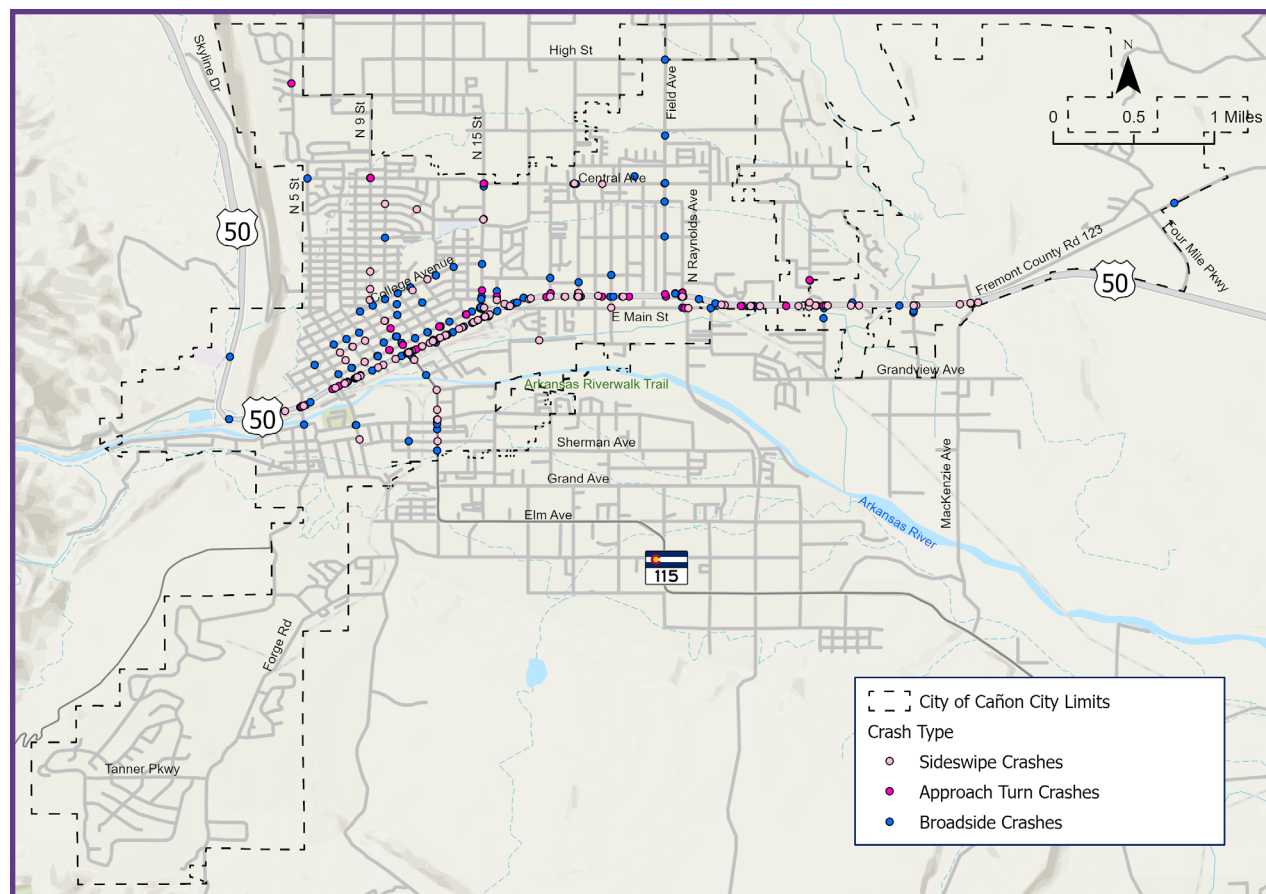 High St
Skyline Dr
Field Ave
N
0 0.5 1 Miles
N 9 St
N 15 St
Central Ave
N 5 St
N Raynolds Ave
50
Fremont County Rd 123
Four Mile Pkwy
College Avenue
50
E Main St
Grandview Ave
Arkansas Riverwalk Trail
50
Sherman Ave
MacKenzie Ave
Grand Ave
Elm Ave
Arkansas River
115
Forge Rd
Tanner Pkwy
City of Cañon City Limits
Crash Type
Sideswipe Crashes
Approach Turn Crashes
Broadside Crashes